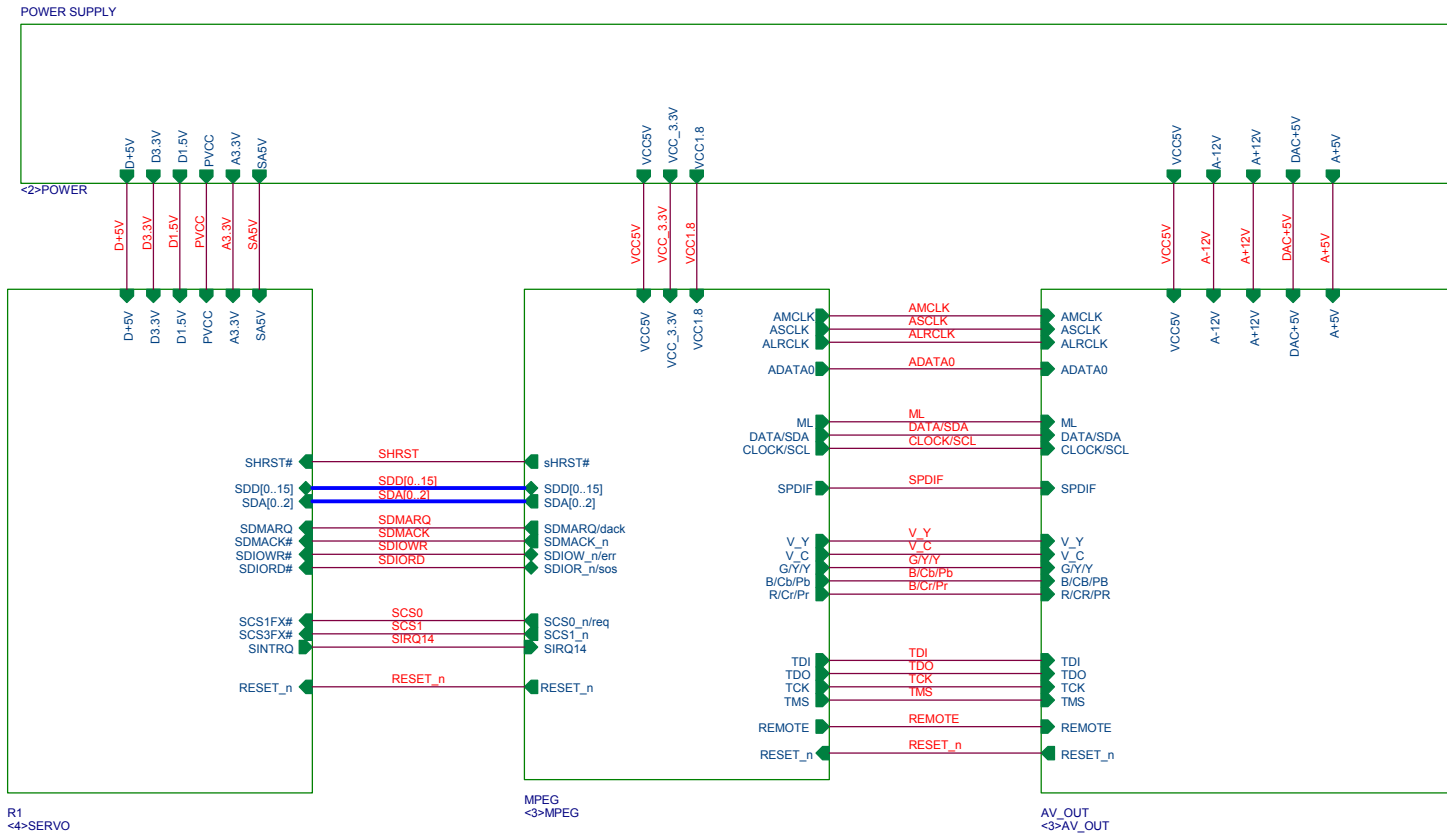 POWER SUPPLY
D+5V
D3.3V
D1.5V
PVCC
A3.3V
SA5V
VCC5V
VCC_3.3V
VCC1.8
VCC5V
A-12V
A+12V
DAC+5V
A+5V
<2>POWER
D+5V
D3.3V
D1.5V
PVCC
A3.3V
SA5V
VCC5V
VCC_3.3V
VCC1.8
VCC5V
A-12V
A+12V
DAC+5V
A+5V
D+5V
D3.3V
D1.5V
PVCC
A3.3V
SA5V
VCC5V
VCC_3.3V
VCC1.8
VCC5V
A-12V
A+12V
DAC+5V
A+5V
SHRST# SHRST sHRST#
SDD[0..15] SDD[0..15] SDD[0..15]
SDA[0..2] SDA[0..2] SDA[0..2]
SDMARQ SDMARQ SDMARQ/dack
SDMACK# SDMACK SDMACK_n
SDIOWR# SDIOWR SDIOW_n/err
SDIORD# SDIORD SDIOR_n/sos
SCS1FX# SCS0 SCS0_n/req
SCS3FX# SCS1 SCS1_n
SINTRQ SIRQ14 SIRQ14
RESET_n RESET_n RESET_n
AMCLK AMCLK AMCLK
ASCLK ASCLK ASCLK
ALRCLK ALRCLK ALRCLK
ADATA0 ADATA0 ADATA0
ML ML ML
DATA/SDA DATA/SDA DATA/SDA
CLOCK/SCL CLOCK/SCL CLOCK/SCL
SPDIF SPDIF SPDIF
V_Y V_Y V_Y
V_C V_C V_C
G/Y/Y G/Y/Y G/Y/Y
B/Cb/Pb B/Cb/Pb B/CB/PB
R/Cr/Pr B/Cr/Pr R/CR/PR
TDI TDI TDI
TDO TDO TDO
TCK TCK TCK
TMS TMS TMS
REMOTE REMOTE REMOTE
RESET_n RESET_n RESET_n
R1
<4>SERVO
MPEG
<3>MPEG
AV_OUT
<3>AV_OUT